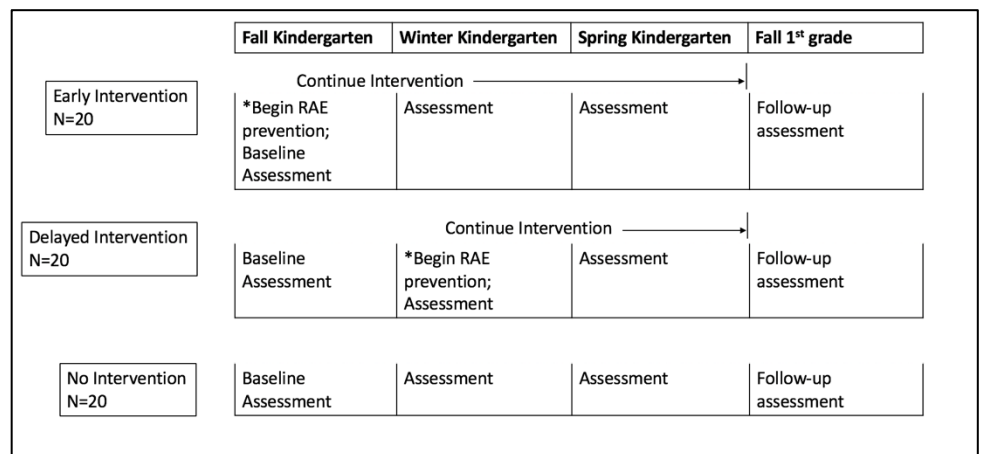 Fall Kindergarten Winter Kindergarten Spring Kindergarten Fall 1st grade
Continue Intervention
Early Intervention
N=20
*Begin RAE
prevention;
Baseline
Assessment
Assessment
Assessment
Follow-up
assessment
Continue Intervention
Delayed Intervention
N=20
Baseline
Assessment
*Begin RAE
prevention;
Assessment
Assessment
Follow-up
assessment
No Intervention
N=20
Baseline
Assessment
Assessment
Assessment
Follow-up
assessment